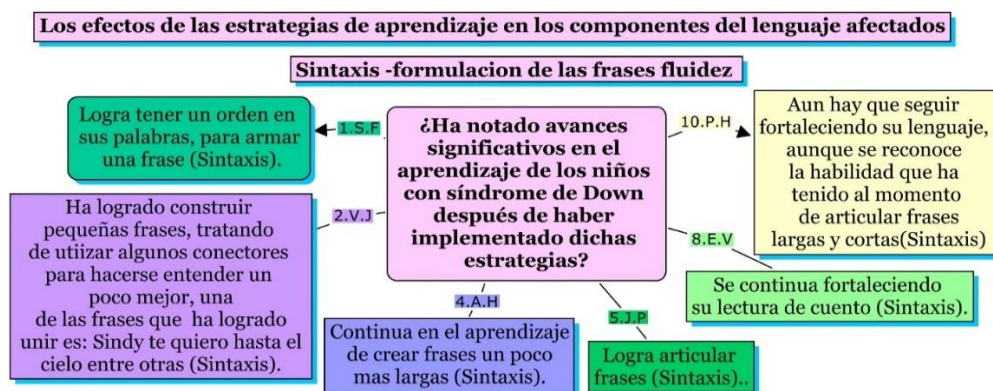 Los efectos de las estrategias de aprendizaje en los componentes del lenguaje afectados
Sintaxis -formulacion de las frases fluidez
Logra tener un orden en
sus palabras, para armar
una frase (Sintaxis).
1.S.F
¿Ha notado avances
significativos en el
aprendizaje de los niños
con síndrome de Down
después de haber
implementado dichas
estrategias?
10.P.H
Aun hay que seguir
fortaleciendo su lenguaje,
aunque se reconoce
la habilidad que ha
tenido al momento
de articular frases
largas y cortas(Sintaxis)
Ha logrado construir
pequeñas frases, tratando
de utiizar algunos conectores
para hacerse entender un
poco mejor, una
de las frases que ha logrado
unir es: Sindy te quiero hasta el
cielo entre otras (Sintaxis).
2.V.J
8.E.V
Se continua fortaleciendo
su lectura de cuento (Sintaxis).
4.A.H
Continua en el aprendizaje
de crear frases un poco
mas largas (Sintaxis).
5.J.P
Logra articular
frases (Sintaxis)..